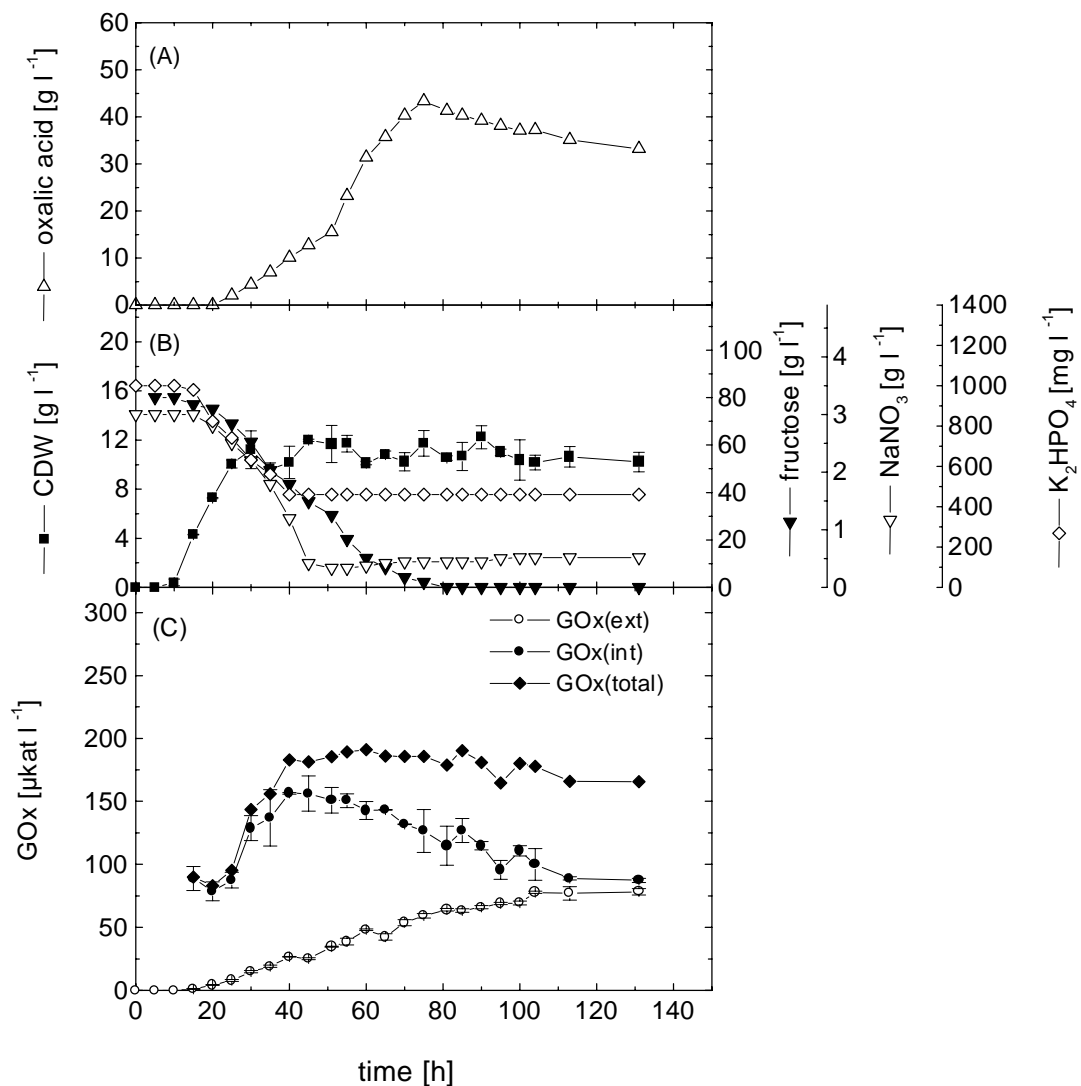 (A)
60
50
40
30
20
10
0
oxalic acid [g l⁻¹]
(B)
20
16
12
8
4
0
CDW [g l⁻¹]
100
80
60
40
20
0
fructose [g l⁻¹]
4
3
2
1
0
NaNO₃ [g l⁻¹]
1400
1200
1000
800
600
400
200
0
K₂HPO₄ [mg l⁻¹]
(C)
GOx(ext)
GOx(int)
GOx(total)
300
250
200
150
100
50
0
GOx [µkat l⁻¹]
0 20 40 60 80 100 120 140
time [h]